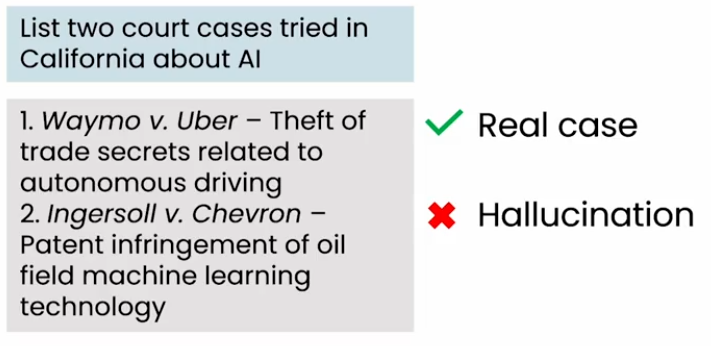 List two court cases tried in
California about AI
1. Waymo v. Uber – Theft of
trade secrets related to
autonomous driving
2. Ingersoll v. Chevron –
Patent infringement of oil
field machine learning
technology
Real case
Hallucination